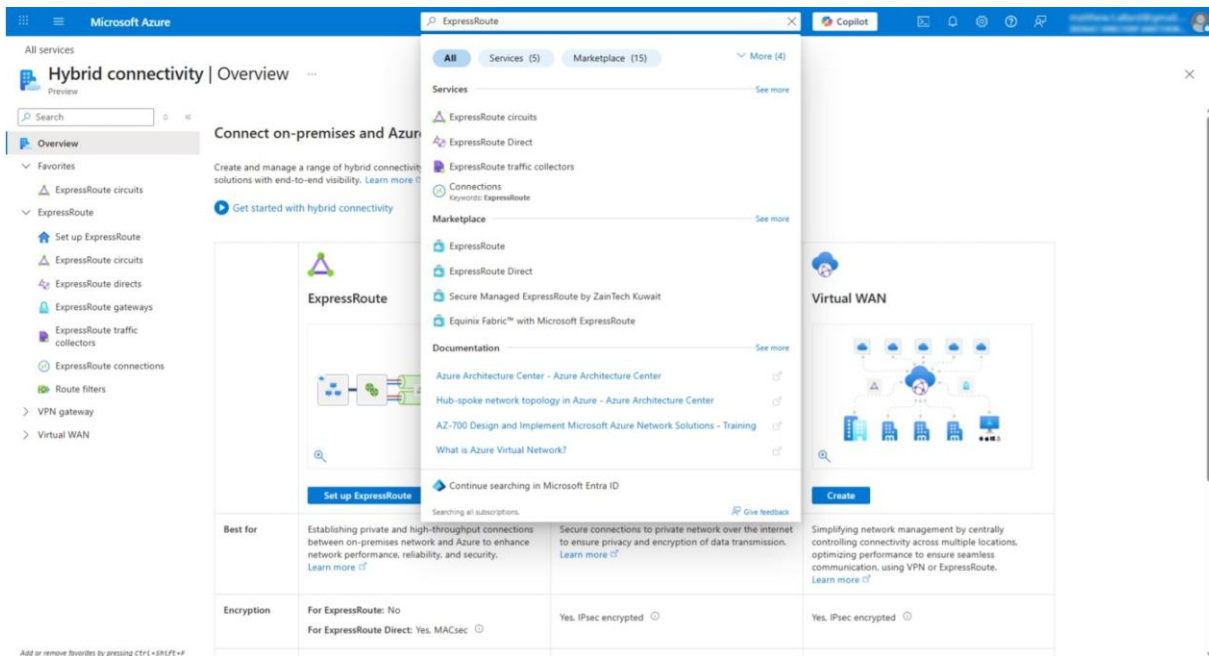 Microsoft Azure
ExpressRoute
Copilot
All services
Hybrid connectivity | Overview
Preview
Search
Overview
Favorites
ExpressRoute circuits
ExpressRoute
Set up ExpressRoute
ExpressRoute circuits
ExpressRoute directs
ExpressRoute gateways
ExpressRoute traffic
collectors
ExpressRoute connections
Route filters
VPN gateway
Virtual WAN
Add or remove favorites by pressing Ctrl+Shift+F
Connect on-premises and Azur
Create and manage a range of hybrid connectivity
solutions with end-to-end visibility. Learn more
Get started with hybrid connectivity
All
Services (5)
Marketplace (15)
More (4)
Services
See more
ExpressRoute circuits
ExpressRoute Direct
ExpressRoute traffic collectors
Connections
Keywords: ExpressRoute
Marketplace
See more
ExpressRoute
ExpressRoute Direct
Secure Managed ExpressRoute by ZainTech Kuwait
Equinix Fabric™ with Microsoft ExpressRoute
Documentation
See more
Azure Architecture Center - Azure Architecture Center
Hub-spoke network topology in Azure - Azure Architecture Center
AZ-700 Design and Implement Microsoft Azure Network Solutions - Training
What is Azure Virtual Network?
Continue searching in Microsoft Entra ID
Searching all subscriptions.
Give feedback
ExpressRoute
Set up ExpressRoute
Virtual WAN
Create
Best for
Establishing private and high-throughput connections
between on-premises network and Azure to enhance
network performance, reliability, and security.
Learn more
Secure connections to private network over the internet
to ensure privacy and encryption of data transmission.
Learn more
Simplifying network management by centrally
controlling connectivity across multiple locations,
optimizing performance to ensure seamless
communication, using VPN or ExpressRoute.
Learn more
Encryption
For ExpressRoute: No
For ExpressRoute Direct: Yes, MACsec
Yes, IPsec encrypted
Yes, IPsec encrypted